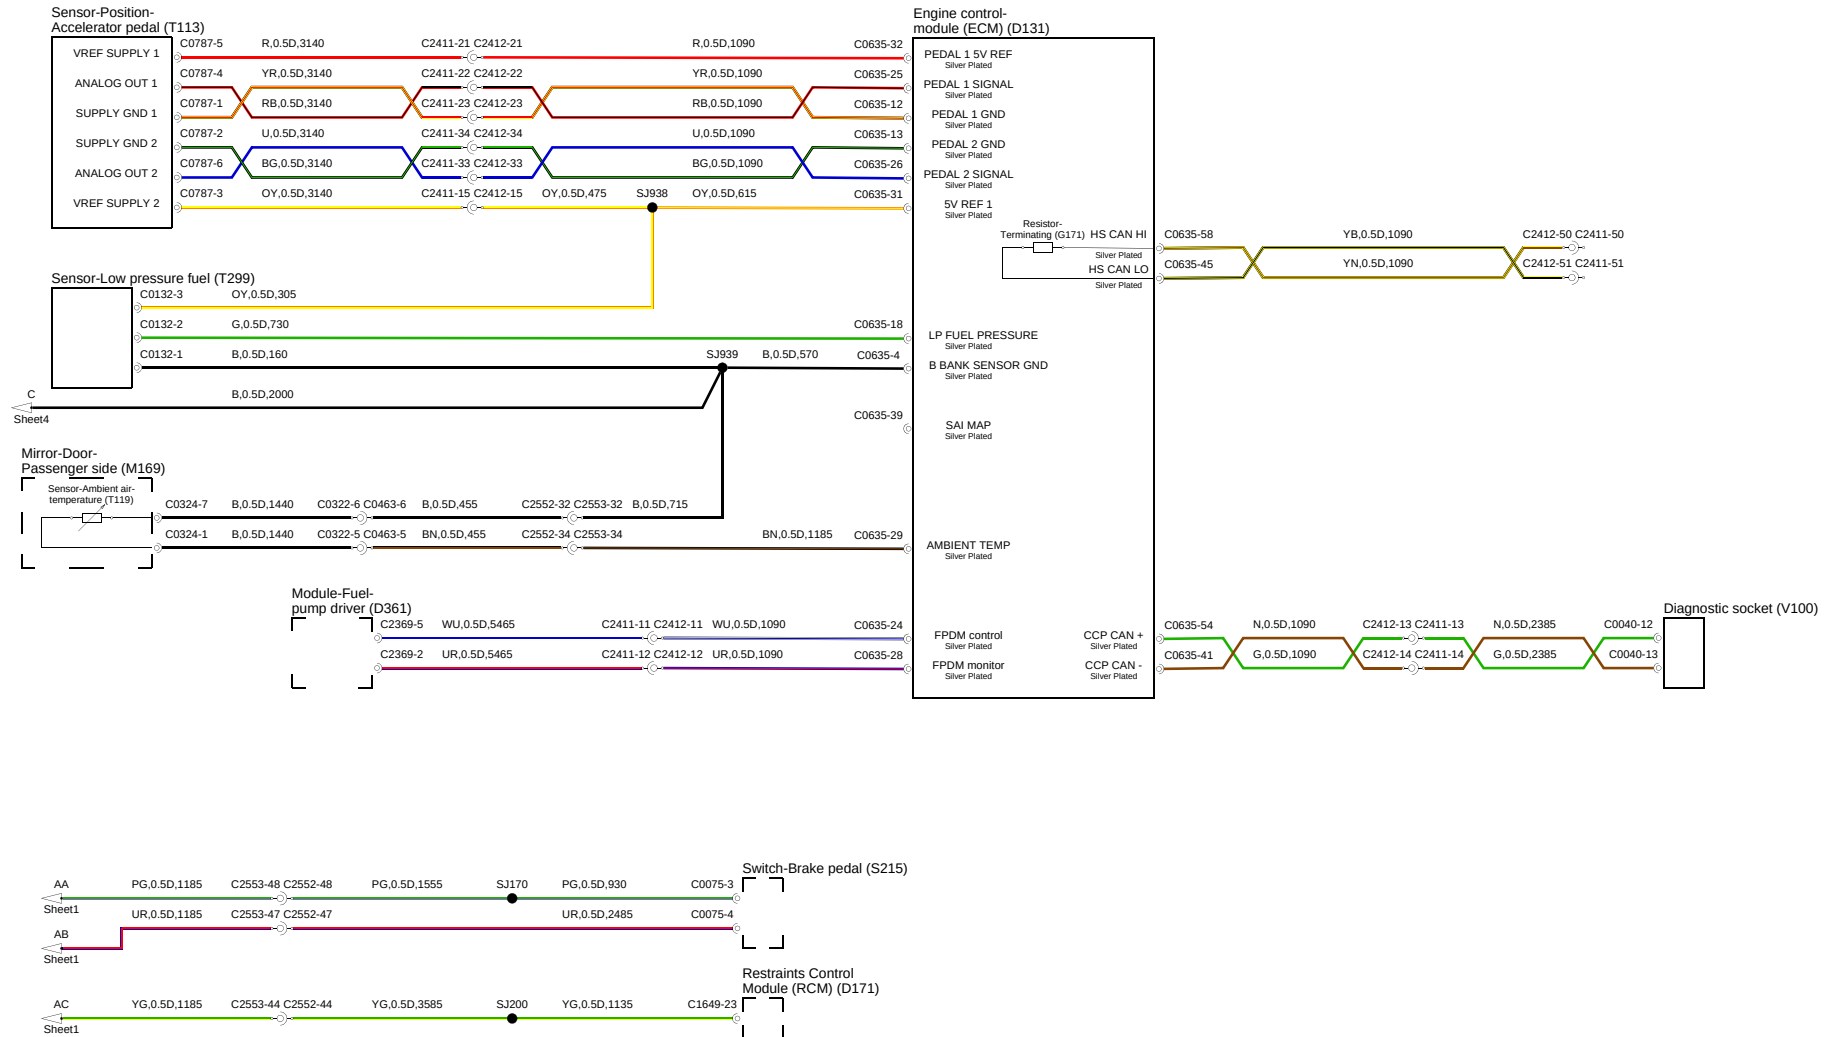 Sensor-Position-
Accelerator pedal (T113)
VREF SUPPLY 1
ANALOG OUT 1
SUPPLY GND 1
SUPPLY GND 2
ANALOG OUT 2
VREF SUPPLY 2
C0787-5 R,0.5D,3140 C2411-21 C2412-21 R,0.5D,1090 C0635-32
C0787-4 YR,0.5D,3140 C2411-22 C2412-22 YR,0.5D,1090 C0635-25
C0787-1 RB,0.5D,3140 C2411-23 C2412-23 RB,0.5D,1090 C0635-12
C0787-2 U,0.5D,3140 C2411-34 C2412-34 U,0.5D,1090 C0635-13
C0787-6 BG,0.5D,3140 C2411-33 C2412-33 BG,0.5D,1090 C0635-26
C0787-3 OY,0.5D,3140 C2411-15 C2412-15 OY,0.5D,475 SJ938 OY,0.5D,615 C0635-31
Engine control-
module (ECM) (D131)
PEDAL 1 5V REF
Silver Plated
PEDAL 1 SIGNAL
Silver Plated
PEDAL 1 GND
Silver Plated
PEDAL 2 GND
Silver Plated
PEDAL 2 SIGNAL
Silver Plated
5V REF 1
Silver Plated
Resistor-
Terminating (G171)
HS CAN HI
Silver Plated
HS CAN LO
Silver Plated
C0635-58 YB,0.5D,1090 C2412-50 C2411-50
C0635-45 YN,0.5D,1090 C2412-51 C2411-51
Sensor-Low pressure fuel (T299)
C0132-3 OY,0.5D,305
C0132-2 G,0.5D,730 C0635-18
LP FUEL PRESSURE
Silver Plated
C0132-1 B,0.5D,160 SJ939 B,0.5D,570 C0635-4
B BANK SENSOR GND
Silver Plated
C B,0.5D,2000
Sheet4
C0635-39
SAI MAP
Silver Plated
Mirror-Door-
Passenger side (M169)
Sensor-Ambient air-
temperature (T119)
C0324-7 B,0.5D,1440 C0322-6 C0463-6 B,0.5D,455 C2552-32 C2553-32 B,0.5D,715
C0324-1 B,0.5D,1440 C0322-5 C0463-5 BN,0.5D,455 C2552-34 C2553-34 BN,0.5D,1185 C0635-29
AMBIENT TEMP
Silver Plated
Module-Fuel-
pump driver (D361)
C2369-5 WU,0.5D,5465 C2411-11 C2412-11 WU,0.5D,1090 C0635-24
C2369-2 UR,0.5D,5465 C2411-12 C2412-12 UR,0.5D,1090 C0635-28
FPDM control
Silver Plated
FPDM monitor
Silver Plated
CCP CAN +
Silver Plated
CCP CAN -
Silver Plated
Diagnostic socket (V100)
C0635-54 N,0.5D,1090 C2412-13 C2411-13 N,0.5D,2385 C0040-12
C0635-41 G,0.5D,1090 C2412-14 C2411-14 G,0.5D,2385 C0040-13
Switch-Brake pedal (S215)
AA PG,0.5D,1185 C2553-48 C2552-48 PG,0.5D,1555 SJ170 PG,0.5D,930 C0075-3
Sheet1
UR,0.5D,1185 C2553-47 C2552-47 UR,0.5D,2485 C0075-4
AB
Sheet1
Restraints Control
Module (RCM) (D171)
AC YG,0.5D,1185 C2553-44 C2552-44 YG,0.5D,3585 SJ200 YG,0.5D,1135 C1649-23
Sheet1